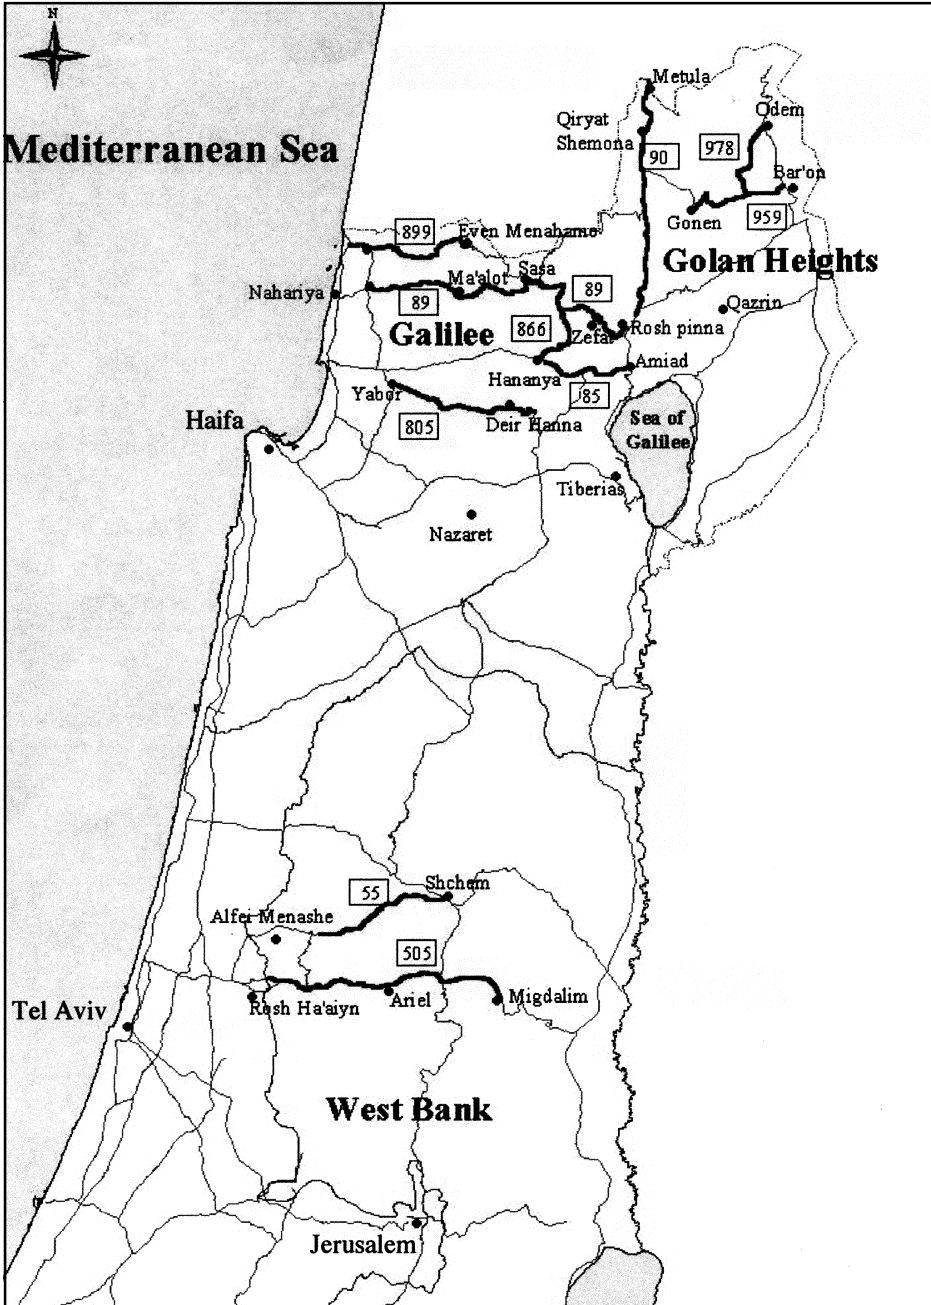 N
Metula
Odem
Qiryat
Shemona
978
Mediterranean Sea
90
Bar'on
Gonen
959
899
Even Menahame
Golan Heights
Sasa
Ma'alot
Nahariya
89
89
Qazrin
Galilee
866
Zefat
Rosh pinna
Hananya
Amiad
Yabor
85
Haifa
805
Deir Hanna
Sea of
Galilee
Tiberias
Nazaret
55
Shchem
Alfei Menashe
505
Tel Aviv
Rosh Ha'aiyn
Ariel
Migdalim
West Bank
Jerusalem